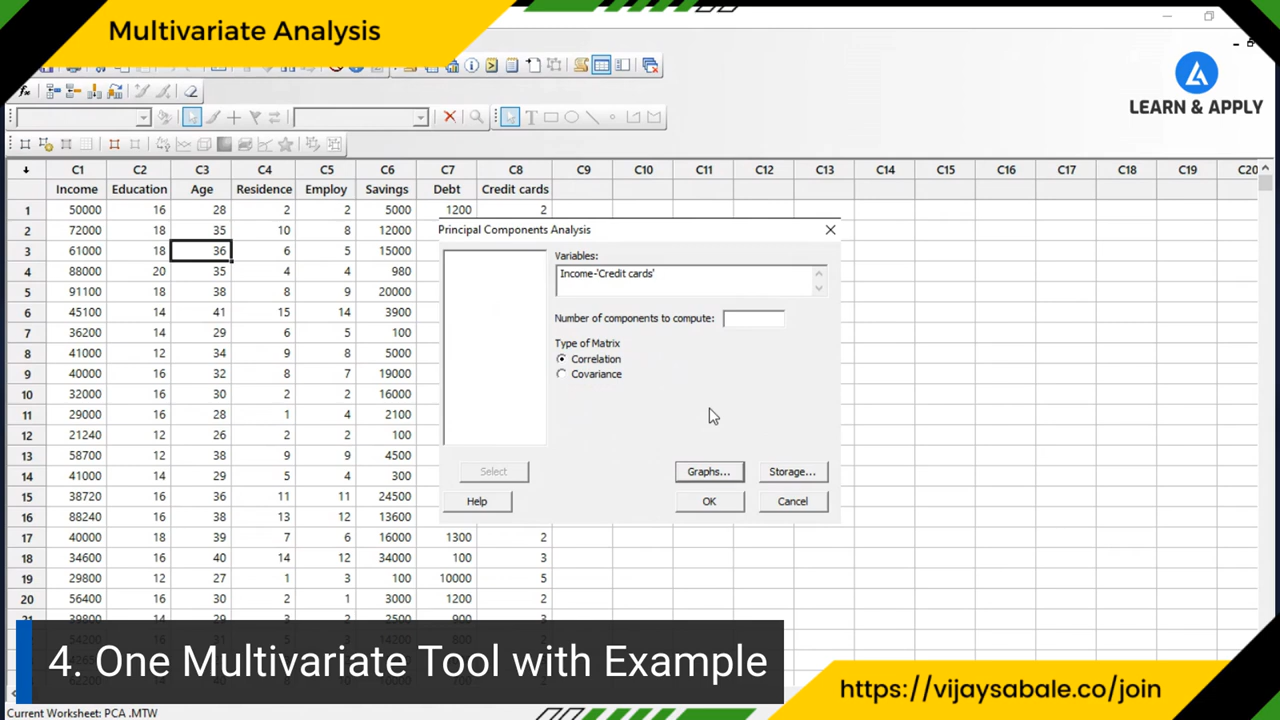 Multivariate Analysis
LEARN & APPLY
C1 C2 C3 C4 C5 C6 C7 C8 C9 C10 C11 C12 C13 C14 C15 C16 C17 C18 C19 C20
Income Education Age Residence Employ Savings Debt Credit cards
1 50000 16 28 2 2 5000 1200 2
2 72000 18 35 10 8 12000
3 61000 18 36 6 5 15000
4 88000 20 35 4 4 980
5 91100 18 38 8 9 20000
6 45100 14 41 15 14 3900
7 36200 14 29 6 5 100
8 41000 12 34 9 8 5000
9 40000 16 32 8 7 19000
10 32000 16 30 2 2 16000
11 29000 16 28 1 4 2100
12 21240 12 26 2 2 100
13 58700 12 38 9 9 4500
14 41000 14 29 5 4 300
15 38720 16 36 11 11 24500
16 88240 16 38 13 12 13600
17 40000 18 39 7 6 16000 1300 2
18 34600 16 40 14 12 34000 100 3
19 29800 12 27 1 3 100 10000 5
20 56400 16 30 2 1 3000 1200 2
21 39800 14 29 3 2 2500 900 3
Principal Components Analysis
Variables:
Income-'Credit cards'
Number of components to compute:
Type of Matrix
Correlation
Covariance
Select
Graphs...
Storage...
Help
OK
Cancel
4. One Multivariate Tool with Example
https://vijaysabale.co/join
Current Worksheet: PCA .MTW